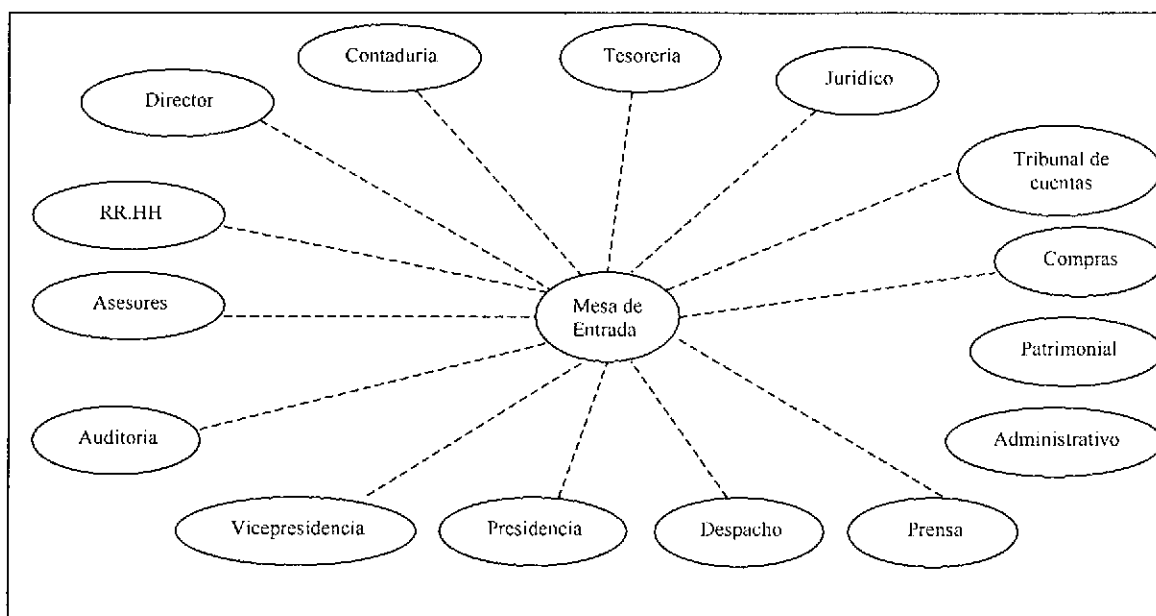 Contaduria
Tesoreria
Juridico
Director
Tribunal de
cuentas
RR.HH
Compras
Asesores
Mesa de
Entrada
Patrimonial
Auditoria
Administrativo
Vicepresidencia
Presidencia
Despacho
Prensa